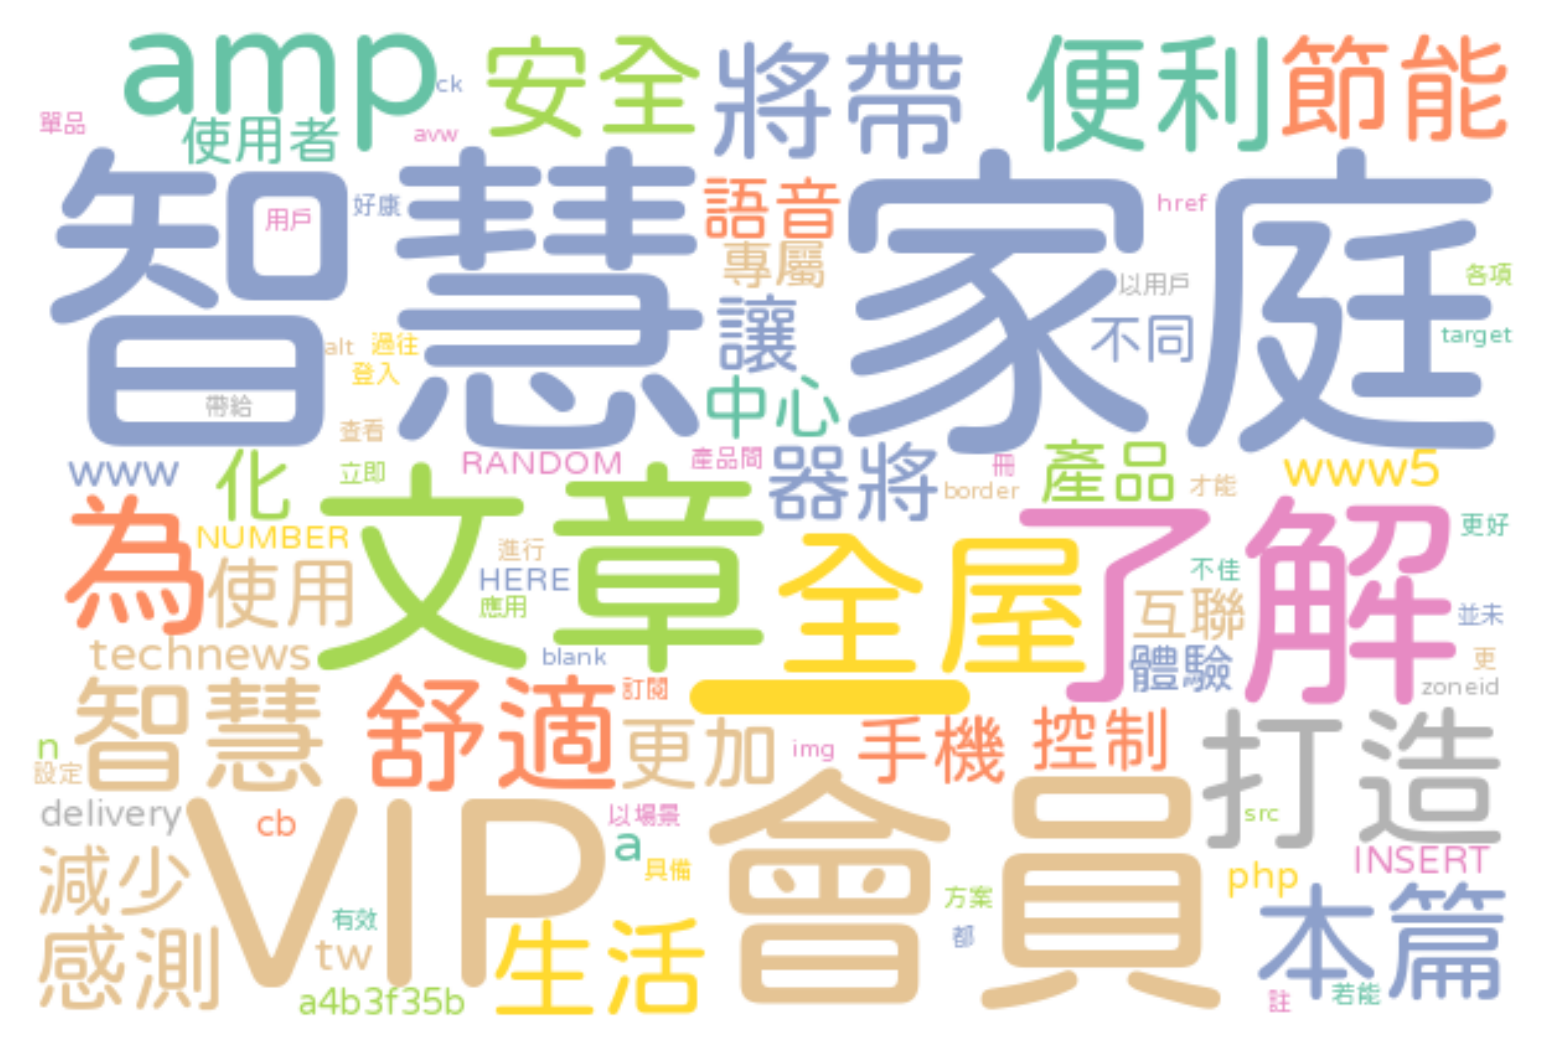 amp
ck
安全
將帶
便利
節能
單品
使用者
avw
智慧家庭
用戶
好康
語音
href
專屬
以用戶
各項
讓
不同
target
alt
過往
登入
帶給
中心
查看
www
化
立即
RANDOM
產品間
器將
冊
border
產品
才能
www5
為
NUMBER
使用
文章
進行
HERE
應用
全屋
了解
更好
不佳
互聯
並未
technews
blank
體驗
更
zoneid
智慧
舒適
訂閱
一
更加
img
手機
控制
打造
n
設定
delivery
cb
VIP會員
以場景
a
具備
src
INSERT
減少
php
方案
本篇
有效
都
感測
tw
生活
a4b3f35b
註
若能